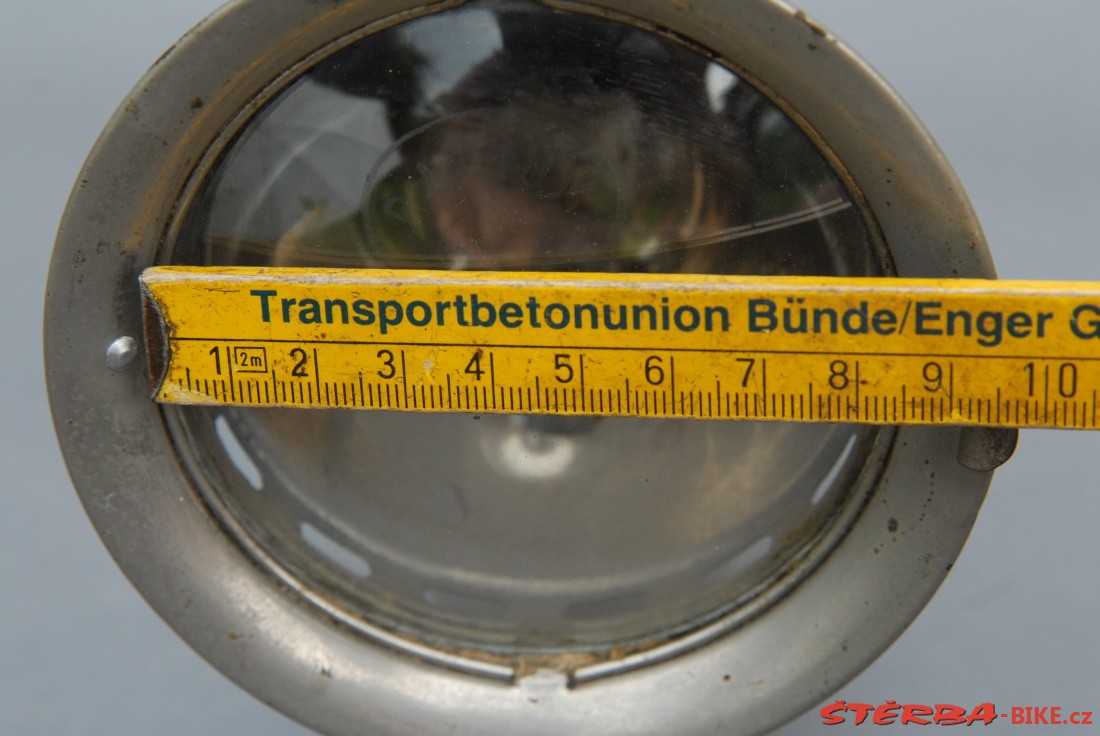 Transportbetonunion Bünde/Enger G
1 2m 2 3 4 5 6 7 8 9 10
ŠTĚRBA-BIKE.cz